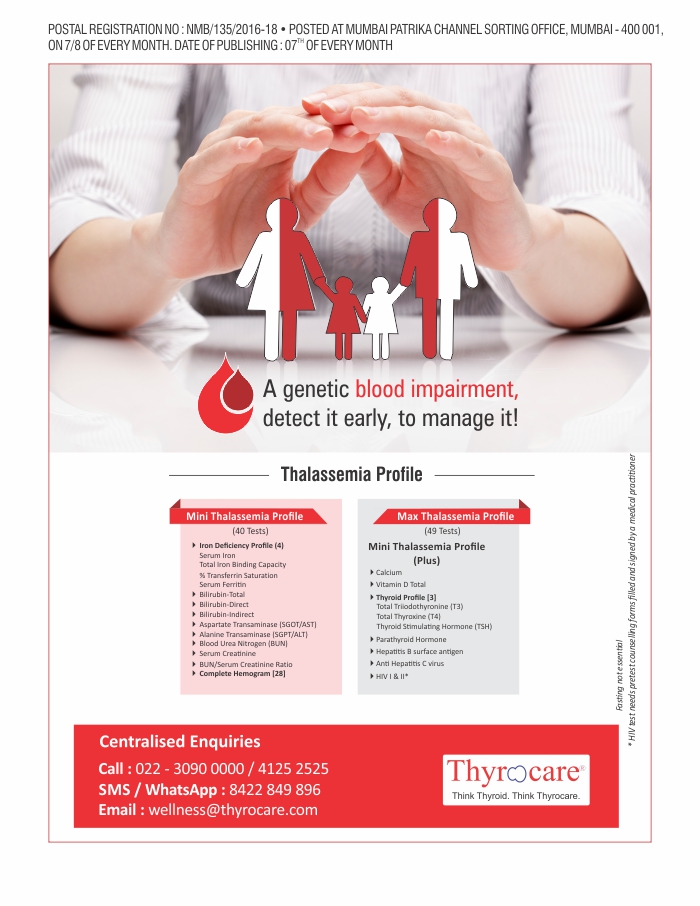 POSTAL REGISTRATION NO : NMB/135/2016-18 • POSTED AT MUMBAI PATRIKA CHANNEL SORTING OFFICE, MUMBAI - 400 001,
ON 7/8 OF EVERY MONTH. DATE OF PUBLISHING : 07TH OF EVERY MONTH
A genetic blood impairment,
detect it early, to manage it!
Thalassemia Profile
Mini Thalassemia Profile
(40 Tests)
Iron Deficiency Profile (4)
Serum Iron
Total Iron Binding Capacity
% Transferrin Saturation
Serum Ferritin
Bilirubin-Total
Bilirubin-Direct
Bilirubin-Indirect
Aspartate Transaminase (SGOT/AST)
Alanine Transaminase (SGPT/ALT)
Blood Urea Nitrogen (BUN)
Serum Creatinine
BUN/Serum Creatinine Ratio
Complete Hemogram [28]
Max Thalassemia Profile
(49 Tests)
Mini Thalassemia Profile
(Plus)
Calcium
Vitamin D Total
Thyroid Profile [3]
Total Triiodothyronine (T3)
Total Thyroxine (T4)
Thyroid Stimulating Hormone (TSH)
Parathyroid Hormone
Hepatitis B surface antigen
Anti Hepatitis C virus
HIV I & II*
Fasting not essential
* HIV test needs pretest counselling forms filled and signed by a medical practitioner
Centralised Enquiries
Call : 022 - 3090 0000 / 4125 2525
SMS / WhatsApp : 8422 849 896
Email : wellness@thyrocare.com
Thyrocare®
Think Thyroid. Think Thyrocare.